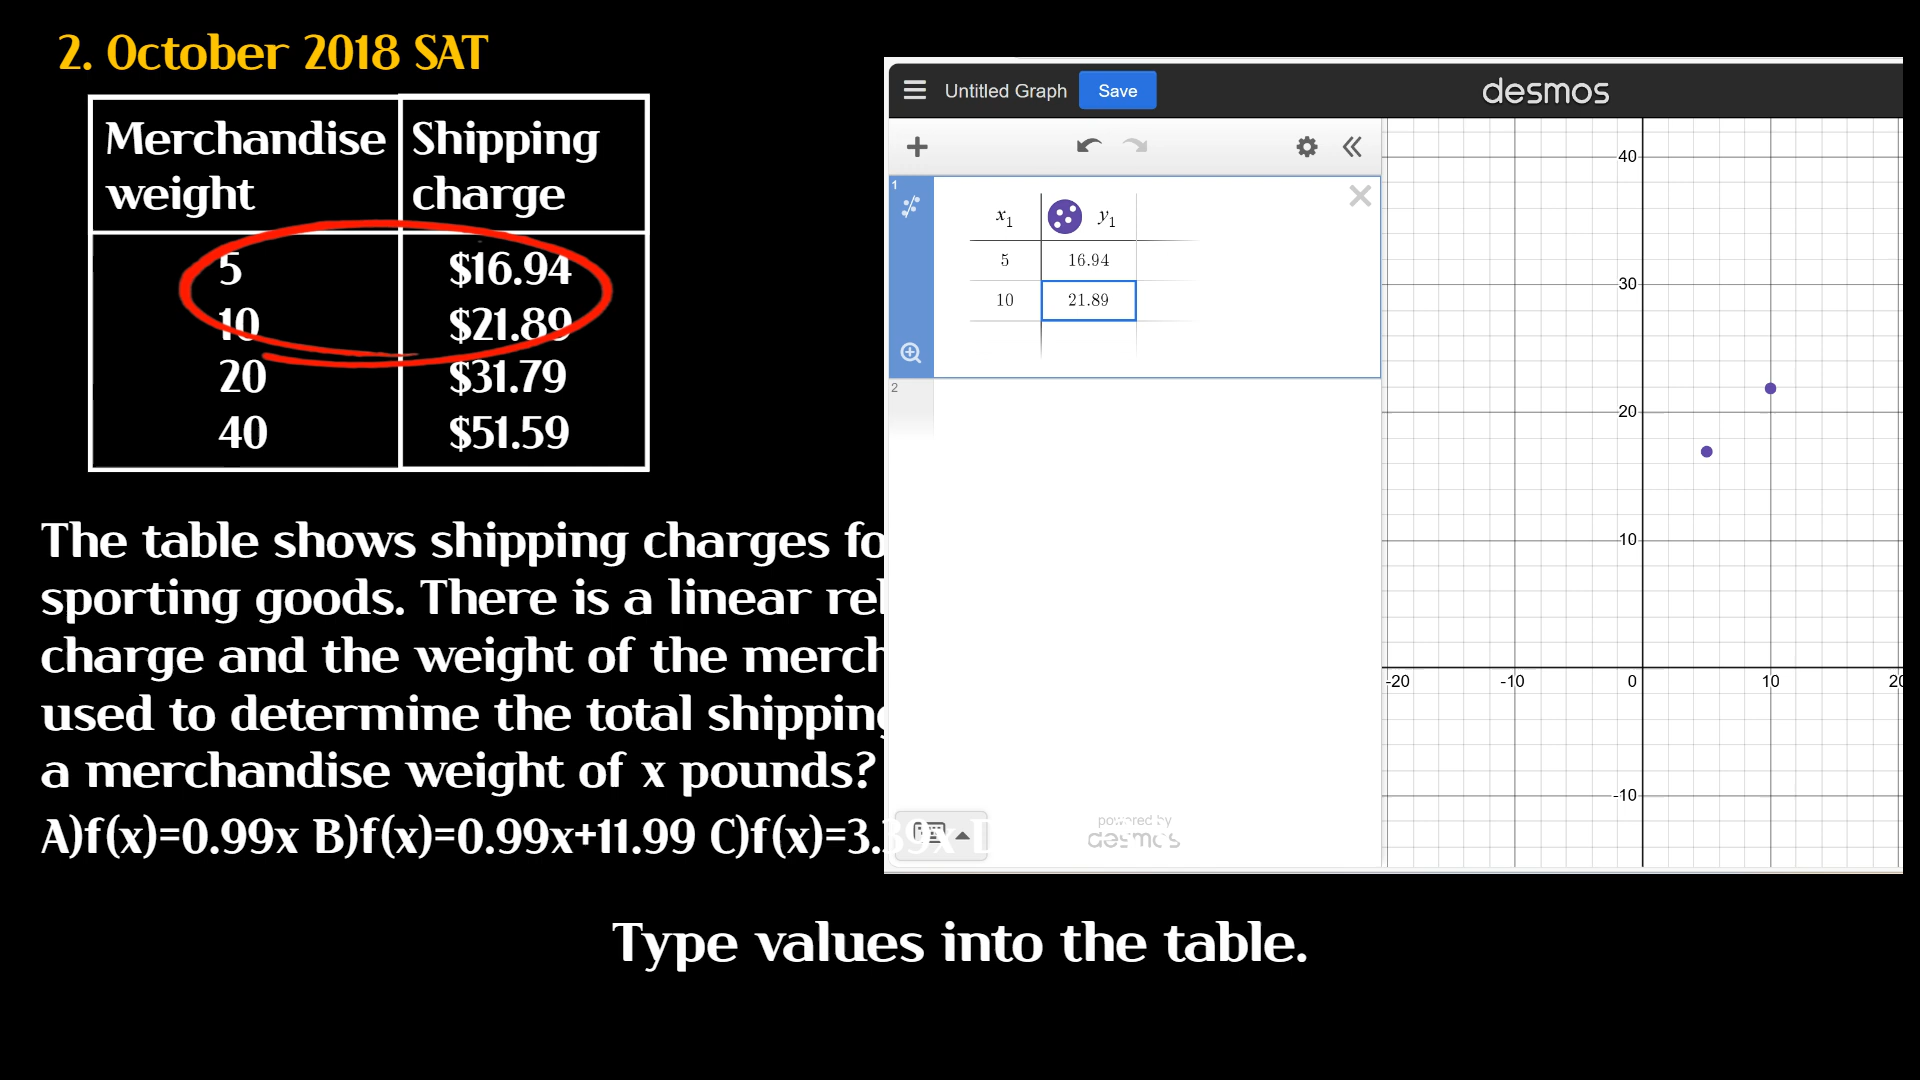 2. October 2018 SAT
Merchandise weight
Shipping charge
5 $16.94
10 $21.89
20 $31.79
40 $51.59
The table shows shipping charges fo
sporting goods. There is a linear rel
charge and the weight of the merch
used to determine the total shipping
a merchandise weight of x pounds?
A)f(x)=0.99x B)f(x)=0.99x+11.99 C)f(x)=3.39x D
Untitled Graph Save desmos
1
x₁ y₁
5 16.94
10 21.89
2
powered by
desmos
40
30
20
10
-20 -10 0 10 20
-10
Type values into the table.